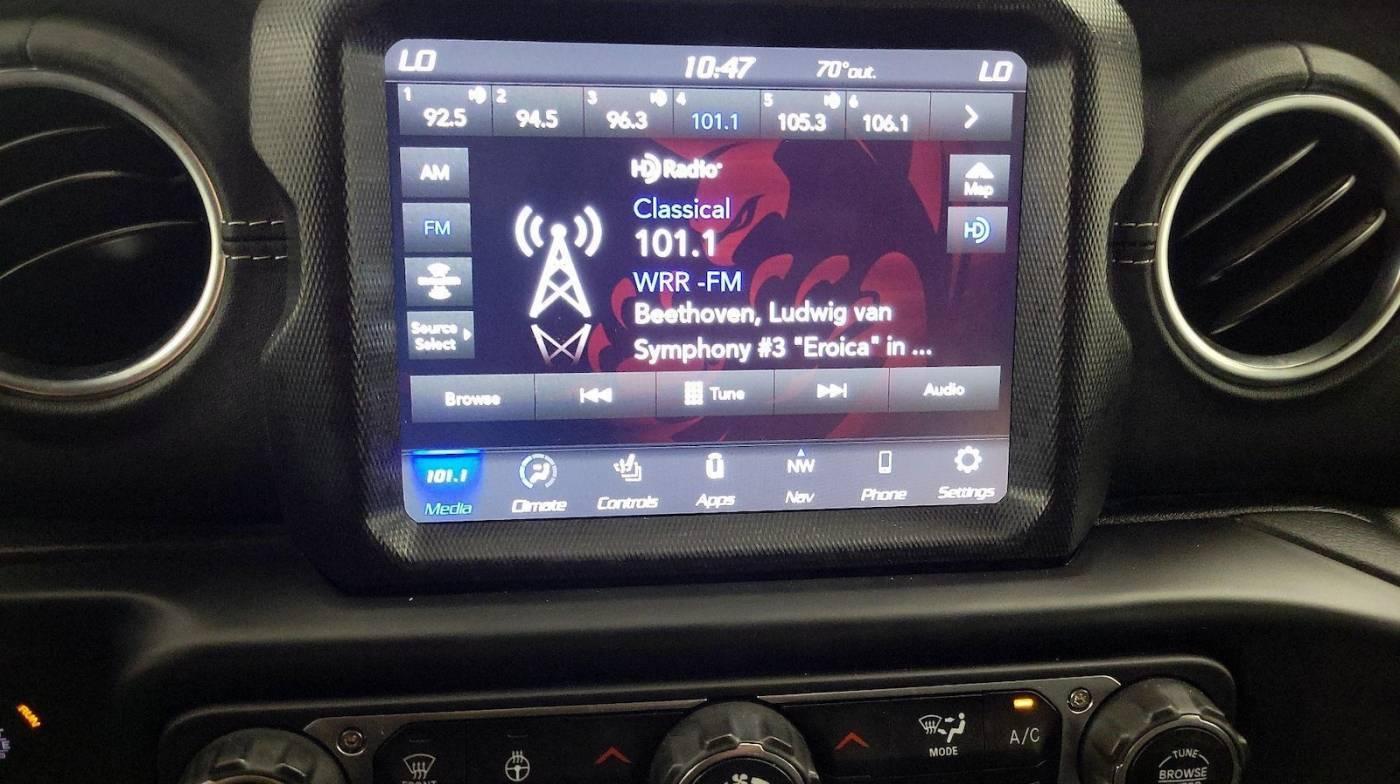 LO 10:47 70°out. LO
1 92.5 2 94.5 3 96.3 4 101.1 5 105.3 6 106.1
AM
FM
Source
Select
HD Radio
Classical
101.1
WRR -FM
Beethoven, Ludwig van
Symphony #3 "Eroica" in ...
Map
HD
Browse Tune Audio
101.1 NW
Media Climate Controls Apps Nav Phone Settings
RUN
FRONT
MODE
A/C
TUNE
BROWSE